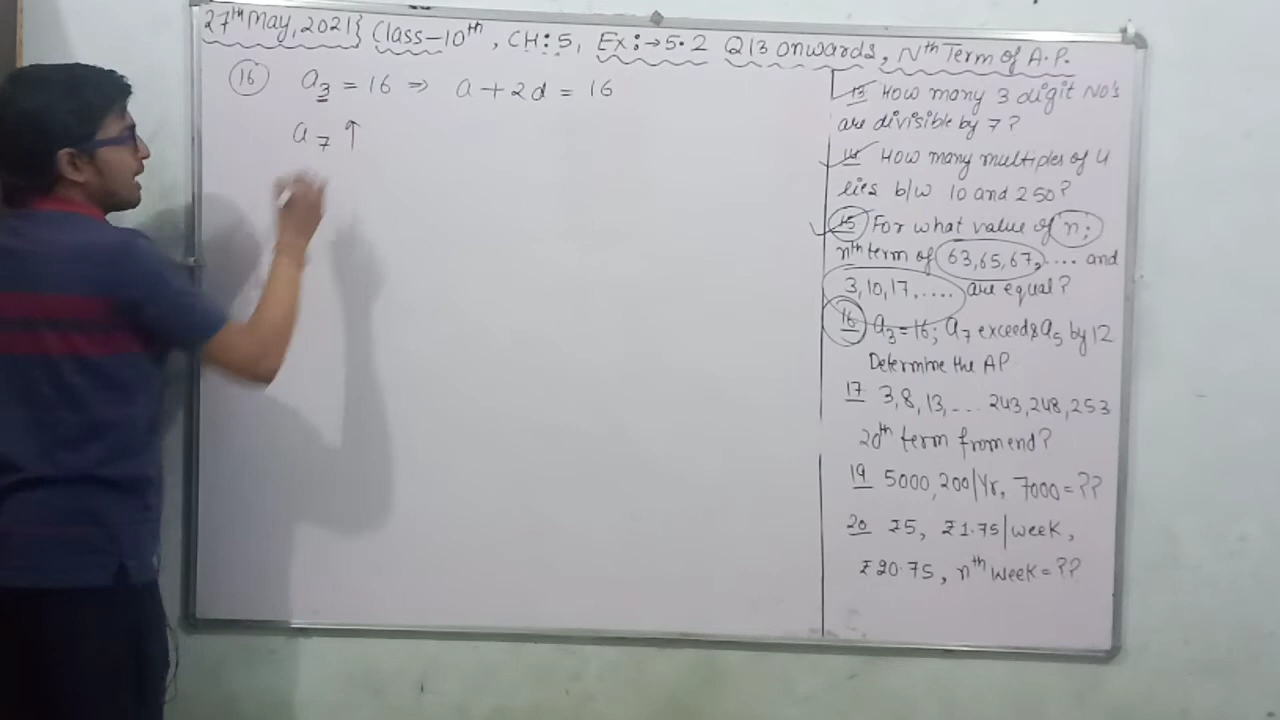 27th May, 2021} Class-10th, CH: 5, Ex:→5.2 Q13 onwards, Nth Term of A.P.
16 a3 = 16 ⇒ a + 2d = 16
a7 ↑
13 How many 3 digit No's
are divisible by 7?
14 How many multiples of 4
lies b/w 10 and 250?
15 For what value of n;
nth term of 63,65,67,.... and
3,10,17,.... are equal?
16 a3=16; a7 exceeds a5 by 12
Determine the AP
17 3,8,13,... 243,248,253
20th term from end?
19 5000,200/Yr, 7000=??
20 ₹5, ₹1.75/week,
₹20.75, nth week=??